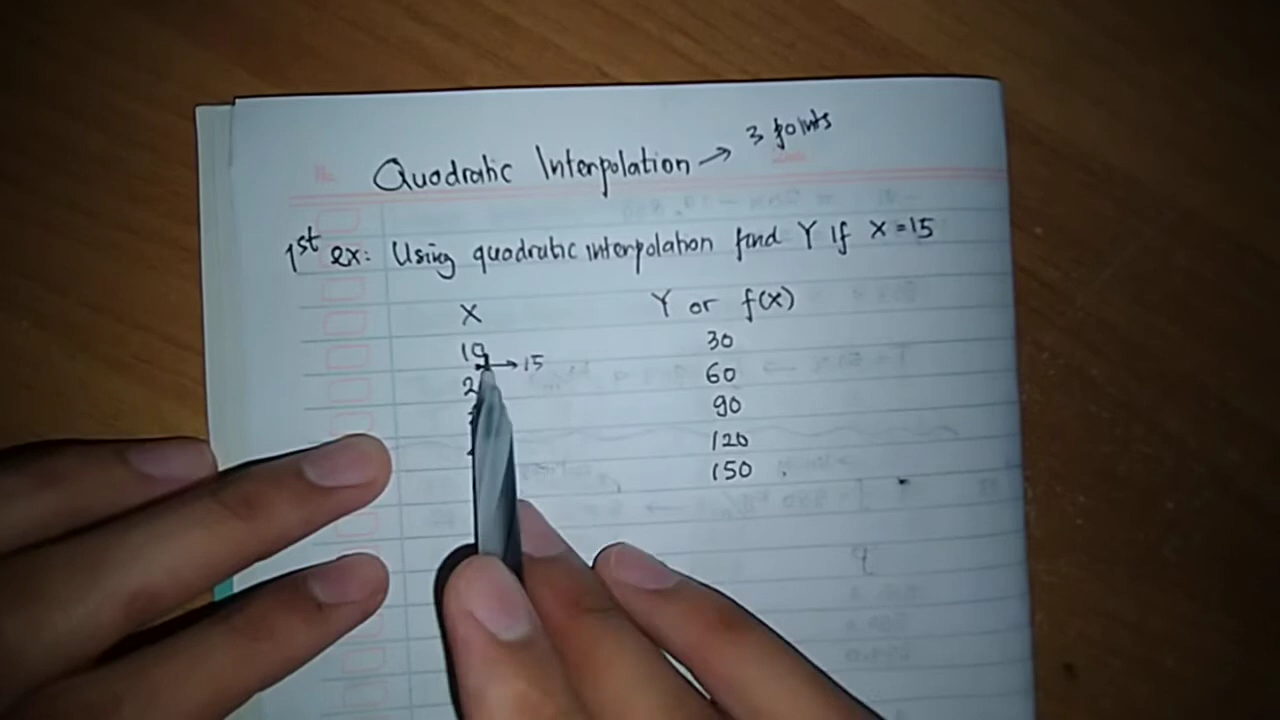 Quadratic Interpolation → 3 points
1st ex: Using quadratic interpolation find Y if X = 15
X Y or f(x)
10 30
→ 15
60
90
120
150